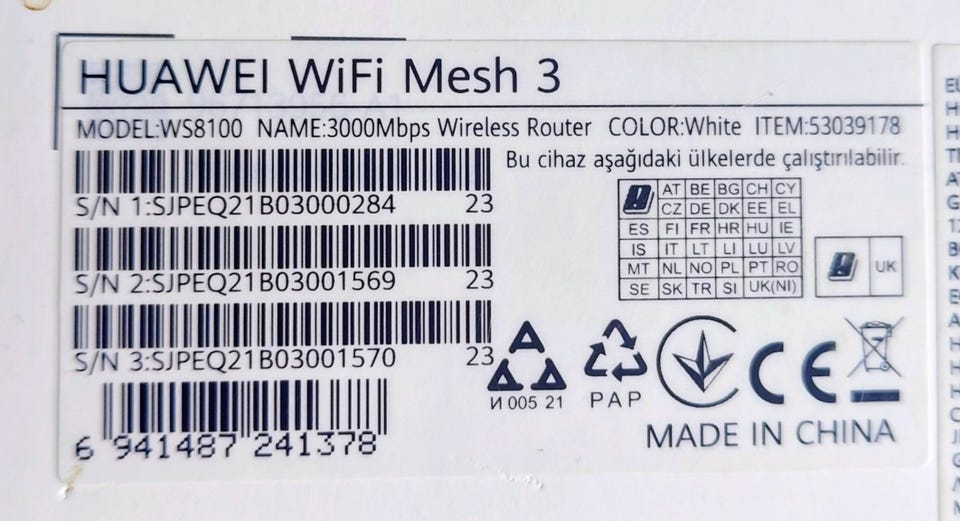 HUAWEI WiFi Mesh 3
MODEL:WS8100 NAME:3000Mbps Wireless Router COLOR:White ITEM:53039178
Bu cihaz aşağıdaki ülkelerde çalıştırılabilir.
S/N 1:SJPEQ21B03000284 23
S/N 2:SJPEQ21B03001569 23
S/N 3:SJPEQ21B03001570 23
6 941487 241378
AT BE BG CH CY
CZ DE DK EE EL
ES FI FR HR HU IE
IS IT LT LI LU LV
MT NL NO PL PT RO
SE SK TR SI UK(NI)
UK
И 005 21
PAP
CE
MADE IN CHINA